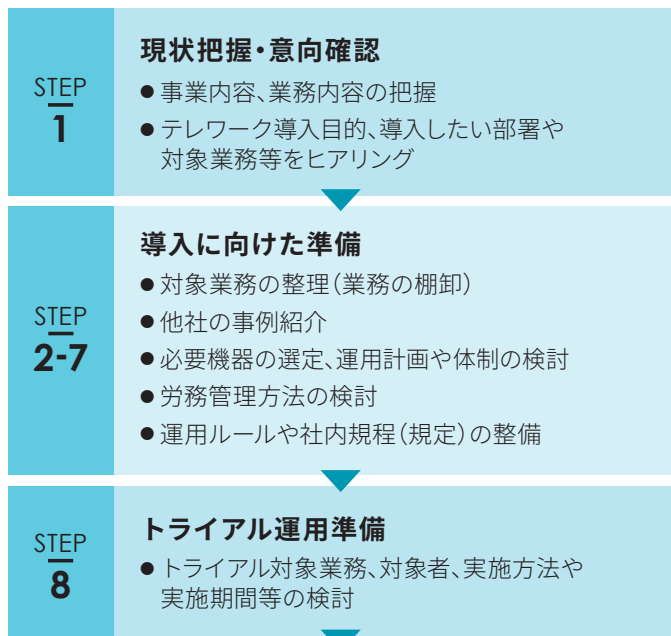 STEP
1
現状把握・意向確認
● 事業内容、業務内容の把握
● テレワーク導入目的、導入したい部署や
対象業務等をヒアリング
STEP
2-7
導入に向けた準備
● 対象業務の整理(業務の棚卸)
● 他社の事例紹介
● 必要機器の選定、運用計画や体制の検討
● 労務管理方法の検討
● 運用ルールや社内規程(規定)の整備
STEP
8
トライアル運用準備
● トライアル対象業務、対象者、実施方法や
実施期間等の検討